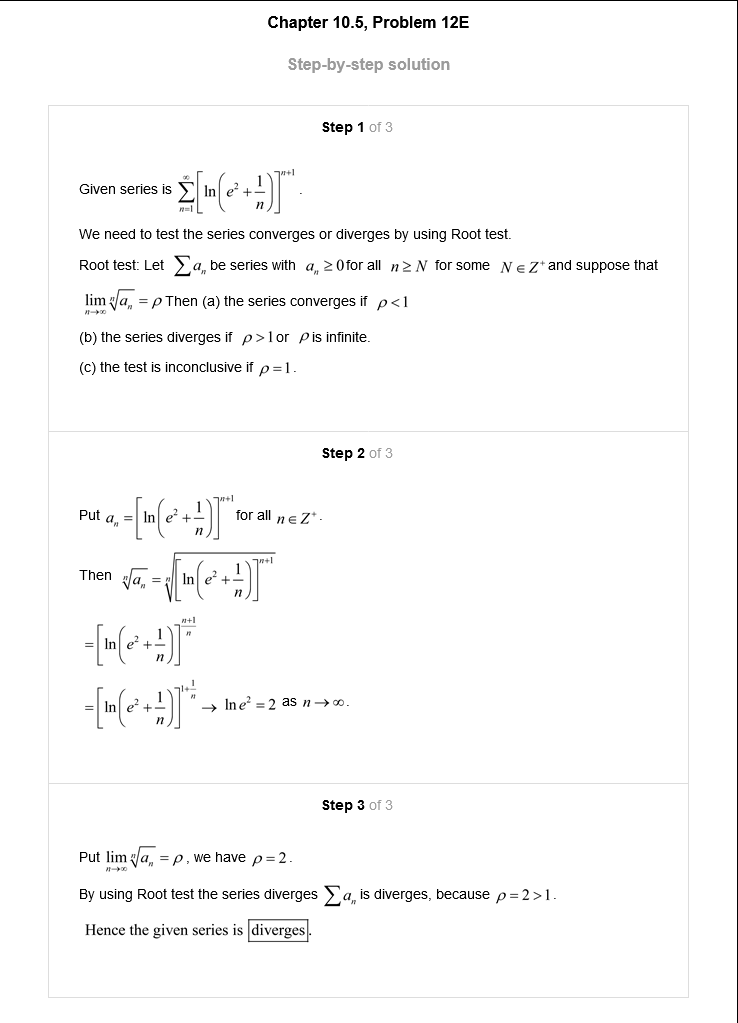 Chapter 10.5, Problem 12E
Step-by-step solution
Step 1 of 3
Given series is $\sum_{n=1}^{\infty}\left[\ln\left(e^2+\frac{1}{n}\right)\right]^{n+1}$.
We need to test the series converges or diverges by using Root test.
Root test: Let $\sum a_n$ be series with $a_n \geq 0$ for all $n \geq N$ for some $N \in Z^+$ and suppose that
$\lim_{n\to\infty}\sqrt[n]{a_n} = \rho$ Then (a) the series converges if $\rho < 1$
(b) the series diverges if $\rho > 1$ or $\rho$ is infinite.
(c) the test is inconclusive if $\rho = 1$.
Step 2 of 3
Put $a_n = \left[\ln\left(e^2+\frac{1}{n}\right)\right]^{n+1}$ for all $n \in Z^+$.
Then $\sqrt[n]{a_n} = \sqrt[n]{\left[\ln\left(e^2+\frac{1}{n}\right)\right]^{n+1}}$
$= \left[\ln\left(e^2+\frac{1}{n}\right)\right]^{\frac{n+1}{n}}$
$= \left[\ln\left(e^2+\frac{1}{n}\right)\right]^{1+\frac{1}{n}} \to \ln e^2 = 2$ as $n \to \infty$.
Step 3 of 3
Put $\lim_{n\to\infty}\sqrt[n]{a_n} = \rho$, we have $\rho = 2$.
By using Root test the series diverges $\sum a_n$ is diverges, because $\rho = 2 > 1$.
Hence the given series is diverges.